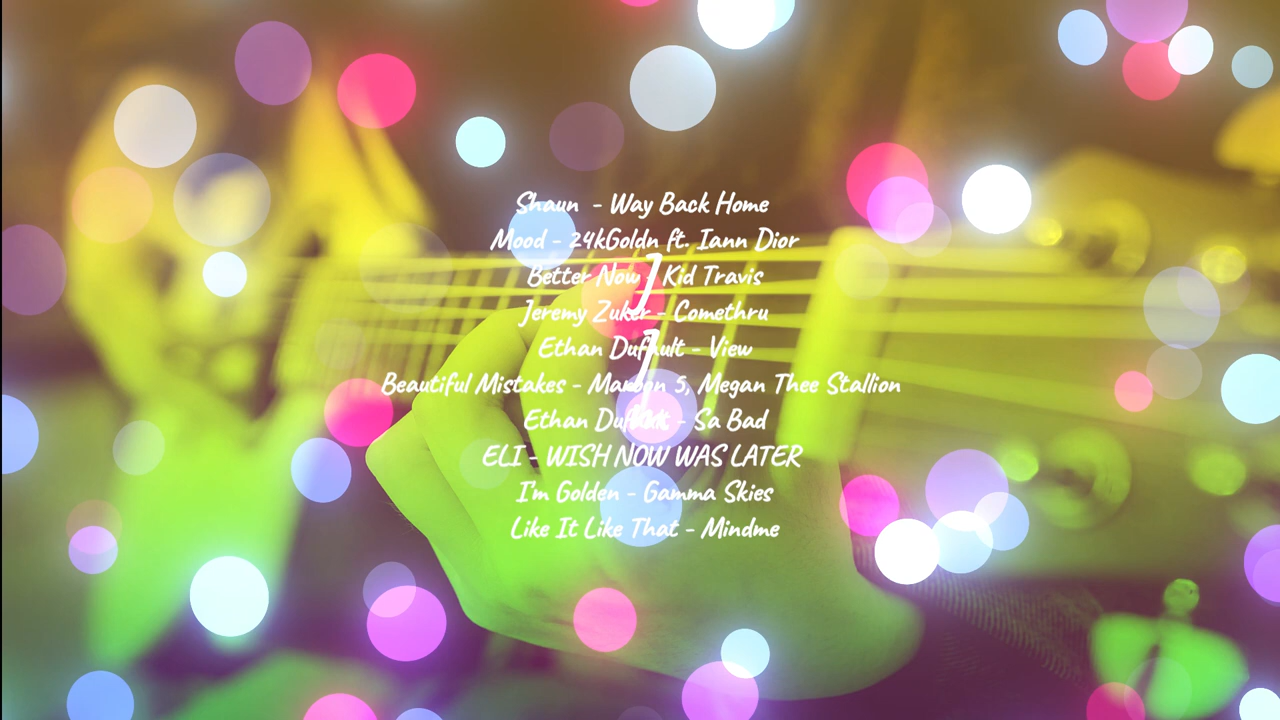 Shaun - Way Back Home
Mood - 24kGoldn ft. Iann Dior
Better Now - Kid Travis
Jeremy Zuker - Comethru
Ethan Dufault - View
Beautiful Mistakes - Maroon 5, Megan Thee Stallion
Ethan Dufault - Sa Bad
ELI - WISH NOW WAS LATER
I'm Golden - Gamma Skies
Like It Like That - Mindme